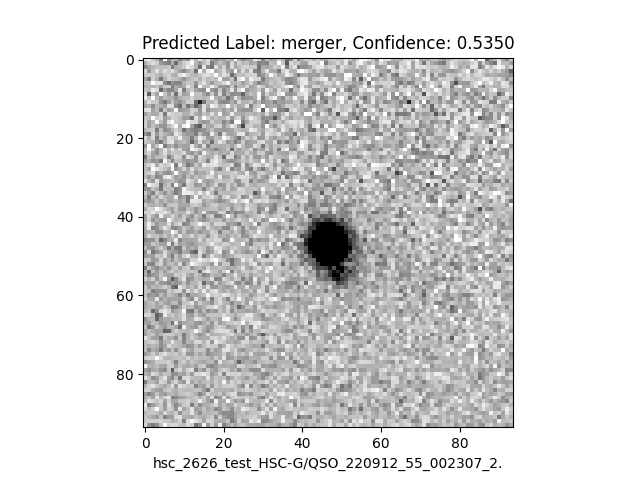 Predicted Label: merger, Confidence: 0.5350
0
20
40
60
80
0 20 40 60 80
hsc_2626_test_HSC-G/QSO_220912_55_002307_2.